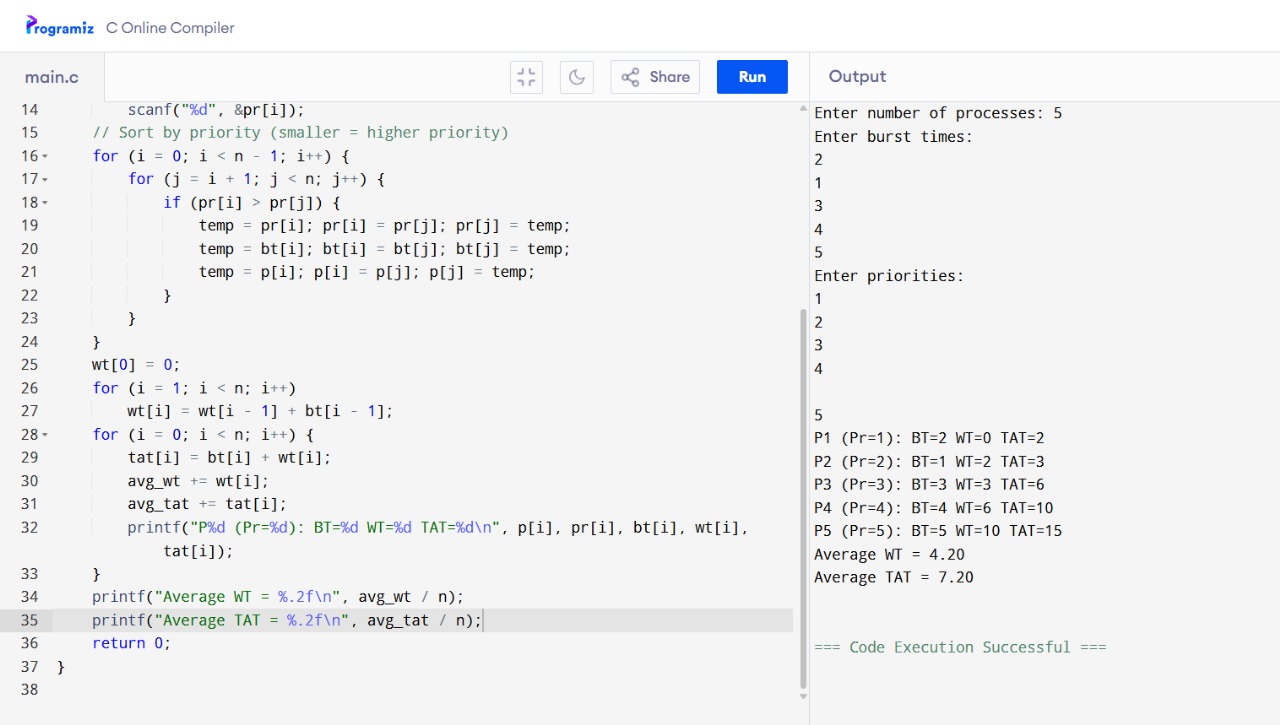 Programiz C Online Compiler
main.c Share Run Output
14 scanf("%d", &pr[i]);
15 // Sort by priority (smaller = higher priority)
16 for (i = 0; i < n - 1; i++) {
17 for (j = i + 1; j < n; j++) {
18 if (pr[i] > pr[j]) {
19 temp = pr[i]; pr[i] = pr[j]; pr[j] = temp;
20 temp = bt[i]; bt[i] = bt[j]; bt[j] = temp;
21 temp = p[i]; p[i] = p[j]; p[j] = temp;
22 }
23 }
24 }
25 wt[0] = 0;
26 for (i = 1; i < n; i++)
27 wt[i] = wt[i - 1] + bt[i - 1];
28 for (i = 0; i < n; i++) {
29 tat[i] = bt[i] + wt[i];
30 avg_wt += wt[i];
31 avg_tat += tat[i];
32 printf("P%d (Pr=%d): BT=%d WT=%d TAT=%d\n", p[i], pr[i], bt[i], wt[i],
tat[i]);
33 }
34 printf("Average WT = %.2f\n", avg_wt / n);
35 printf("Average TAT = %.2f\n", avg_tat / n);
36 return 0;
37 }
38
Enter number of processes: 5
Enter burst times:
2
1
3
4
5
Enter priorities:
1
2
3
4
5
P1 (Pr=1): BT=2 WT=0 TAT=2
P2 (Pr=2): BT=1 WT=2 TAT=3
P3 (Pr=3): BT=3 WT=3 TAT=6
P4 (Pr=4): BT=4 WT=6 TAT=10
P5 (Pr=5): BT=5 WT=10 TAT=15
Average WT = 4.20
Average TAT = 7.20
=== Code Execution Successful ===